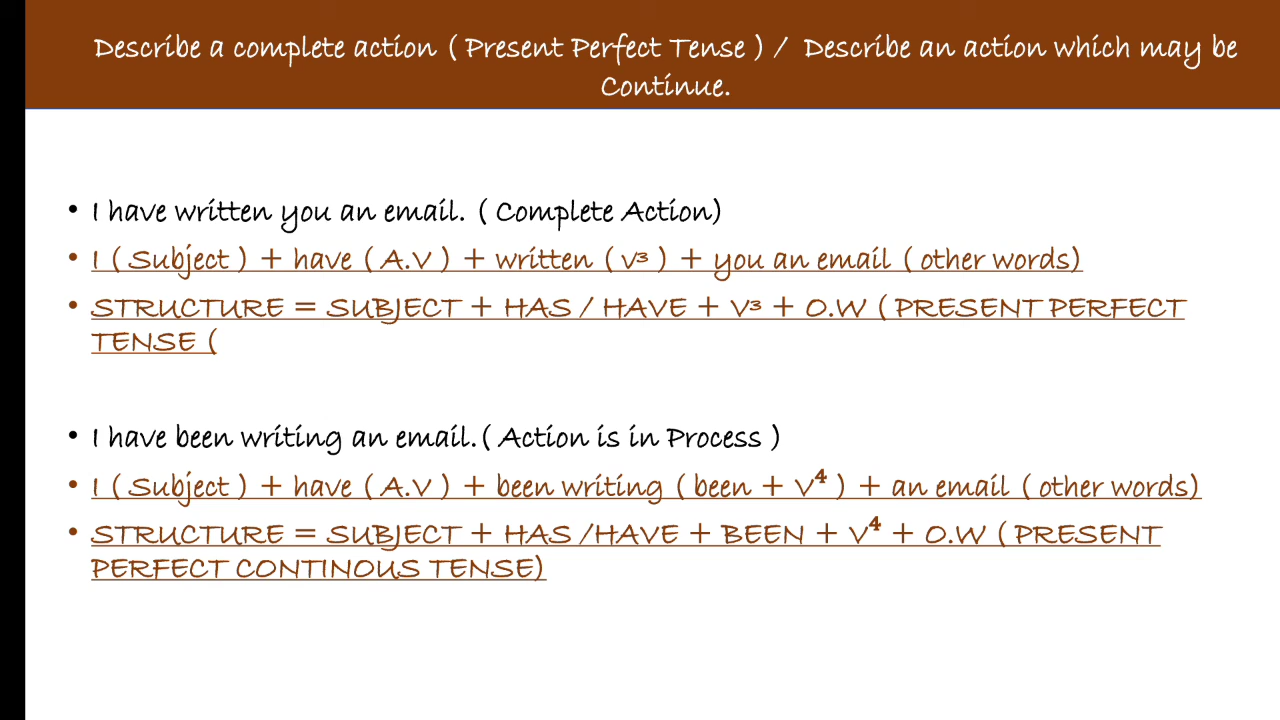 Describe a complete action ( Present Perfect Tense ) / Describe an action which may be
Continue.
• I have written you an email. ( Complete Action)
• I ( Subject ) + have ( A.V ) + written ( v³ ) + you an email ( other words)
• STRUCTURE = SUBJECT + HAS / HAVE + V³ + O.W ( PRESENT PERFECT
TENSE (
• I have been writing an email.( Action is in Process )
• I ( Subject ) + have ( A.V ) + been writing ( been + V⁴ ) + an email ( other words)
• STRUCTURE = SUBJECT + HAS /HAVE + BEEN + V⁴ + O.W ( PRESENT
PERFECT CONTINOUS TENSE)